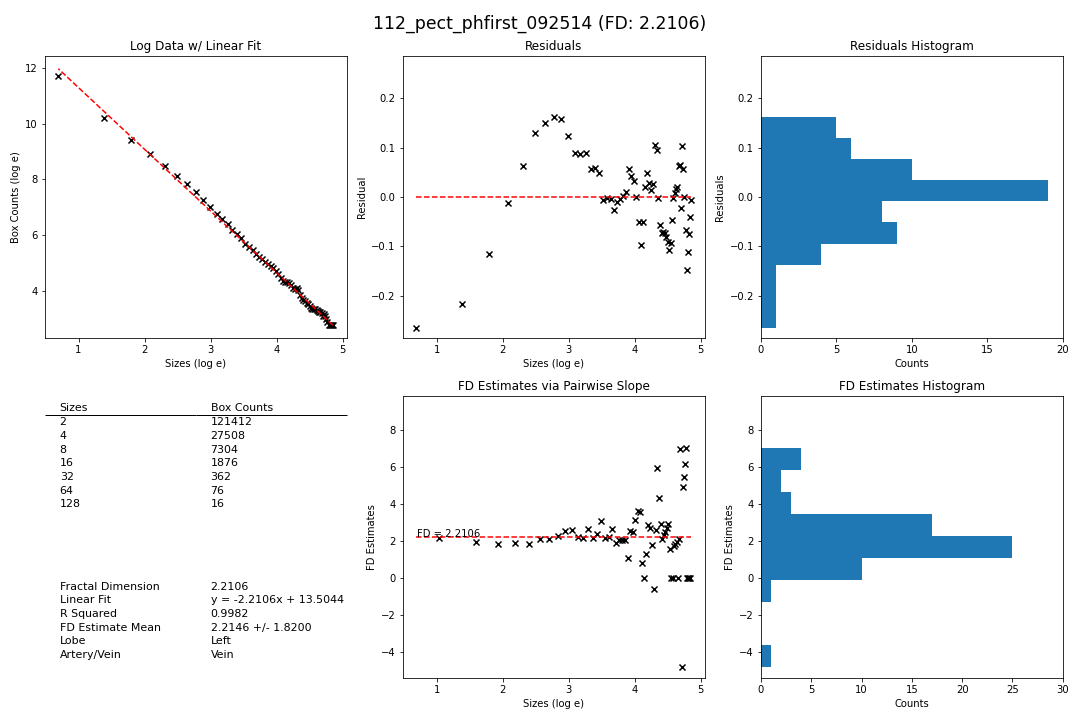 112_pect_phfirst_092514 (FD: 2.2106)
Log Data w/ Linear Fit
Box Counts (log e)
12
10
8
6
4
1 2 3 4 5
Sizes (log e)
Residuals
Residual
0.2
0.1
0.0
−0.1
−0.2
1 2 3 4 5
Sizes (log e)
Residuals Histogram
Residuals
0.2
0.1
0.0
−0.1
−0.2
0 5 10 15 20
Counts
Sizes Box Counts
2 121412
4 27508
8 7304
16 1876
32 362
64 76
128 16
Fractal Dimension 2.2106
Linear Fit y = -2.2106x + 13.5044
R Squared 0.9982
FD Estimate Mean 2.2146 +/- 1.8200
Lobe Left
Artery/Vein Vein
FD Estimates via Pairwise Slope
FD Estimates
8
6
4
2
0
−2
−4
FD = 2.2106
1 2 3 4 5
Sizes (log e)
FD Estimates Histogram
FD Estimates
8
6
4
2
0
−2
−4
0 5 10 15 20 25 30
Counts